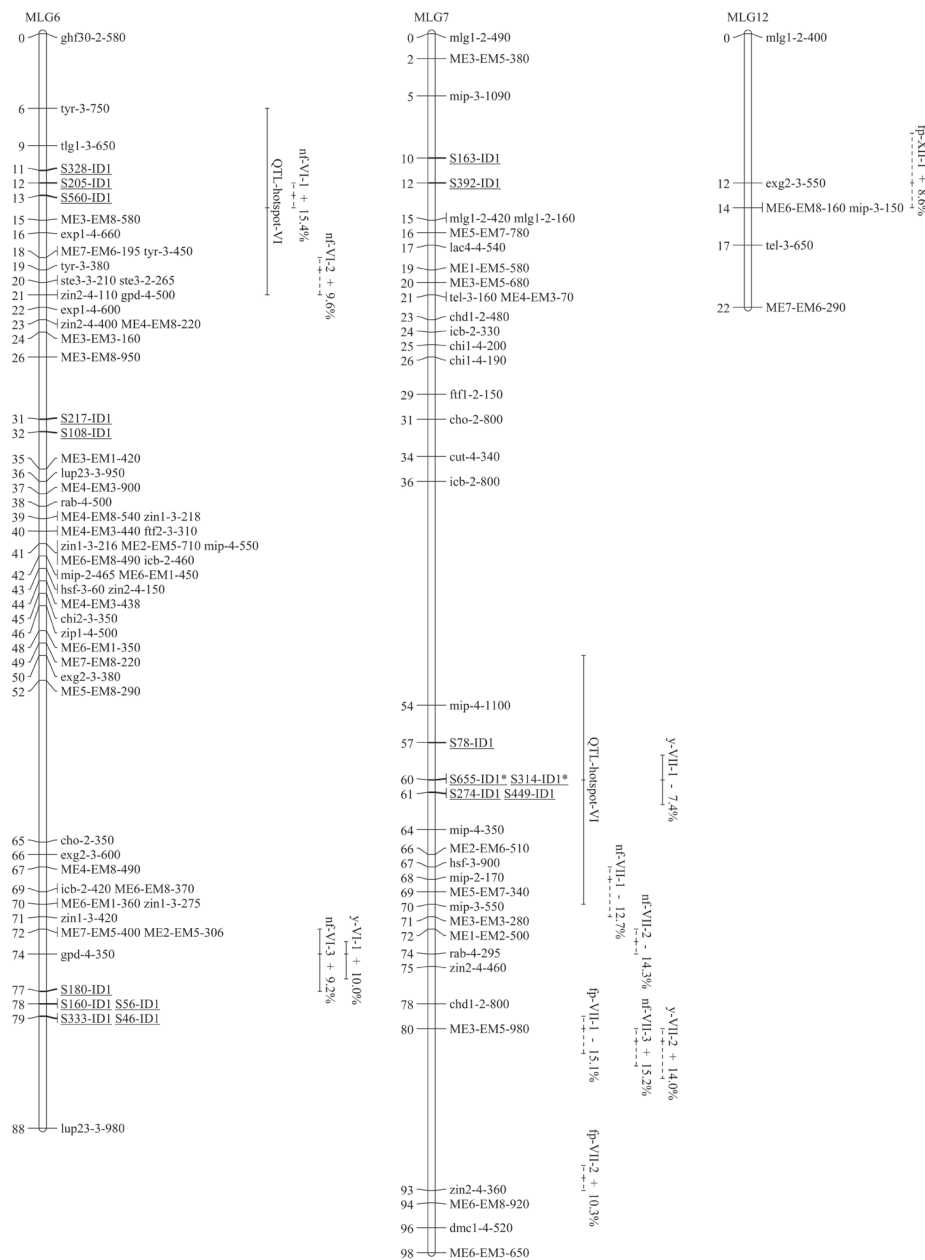 MLG6
0 ghf30-2-580
6 tyr-3-750
9 tlg1-3-650
11 S328-ID1
12 S205-ID1
13 S560-ID1
15 ME3-EM8-580
16 exp1-4-660
18 ME7-EM6-195 tyr-3-450
19 tyr-3-380
20 ste3-3-210 ste3-2-265
21 zin2-4-110 gpd-4-500
22 exp1-4-600
23 zin2-4-400 ME4-EM8-220
24 ME3-EM3-160
26 ME3-EM8-950
31 S217-ID1
32 S108-ID1
35 ME3-EM1-420
36 lup23-3-950
37 ME4-EM3-900
38 rab-4-500
39 ME4-EM8-540 zin1-3-218
40 ME4-EM3-440 ftf2-3-310
41 zin1-3-216 ME2-EM5-710 mip-4-550
ME6-EM8-490 icb-2-460
42 mip-2-465 ME6-EM1-450
43 hsf-3-60 zin2-4-150
44 ME4-EM3-438
45 chi2-3-350
46 zip1-4-500
48 ME6-EM1-350
49 ME7-EM8-220
50 exg2-3-380
52 ME5-EM8-290
65 cho-2-350
66 exg2-3-600
67 ME4-EM8-490
69 icb-2-420 ME6-EM8-370
70 ME6-EM1-360 zin1-3-275
71 zin1-3-420
72 ME7-EM5-400 ME2-EM5-306
74 gpd-4-350
77 S180-ID1
78 S160-ID1 S56-ID1
79 S333-ID1 S46-ID1
88 lup23-3-980
QTL-hotspot-VI
nf-VI-1 + 15.4%
nf-VI-2 + 9.6%
nf-VI-3 + 9.2%
y-VI-1 + 10.0%
MLG7
0 mlg1-2-490
2 ME3-EM5-380
5 mip-3-1090
10 S163-ID1
12 S392-ID1
15 mlg1-2-420 mlg1-2-160
16 ME5-EM7-780
17 lac4-4-540
19 ME1-EM5-580
20 ME3-EM5-680
21 tel-3-160 ME4-EM3-70
23 chd1-2-480
24 icb-2-330
25 chi1-4-200
26 chi1-4-190
29 ftf1-2-150
31 cho-2-800
34 cut-4-340
36 icb-2-800
54 mip-4-1100
57 S78-ID1
60 S655-ID1* S314-ID1*
61 S274-ID1 S449-ID1
64 mip-4-350
66 ME2-EM6-510
67 hsf-3-900
68 mip-2-170
69 ME5-EM7-340
70 mip-3-550
71 ME3-EM3-280
72 ME1-EM2-500
74 rab-4-295
75 zin2-4-460
78 chd1-2-800
80 ME3-EM5-980
93 zin2-4-360
94 ME6-EM8-920
96 dmc1-4-520
98 ME6-EM3-650
QTL-hotspot-VI
y-VII-1 - 7.4%
nf-VII-1 - 12.7%
nf-VII-2 - 14.3%
fp-VII-1 - 15.1%
nf-VII-3 + 15.2%
y-VII-2 + 14.0%
fp-VII-2 + 10.3%
MLG12
0 mlg1-2-400
12 exg2-3-550
14 ME6-EM8-160 mip-3-150
17 tel-3-650
22 ME7-EM6-290
fp-XII-1 + 8.6%